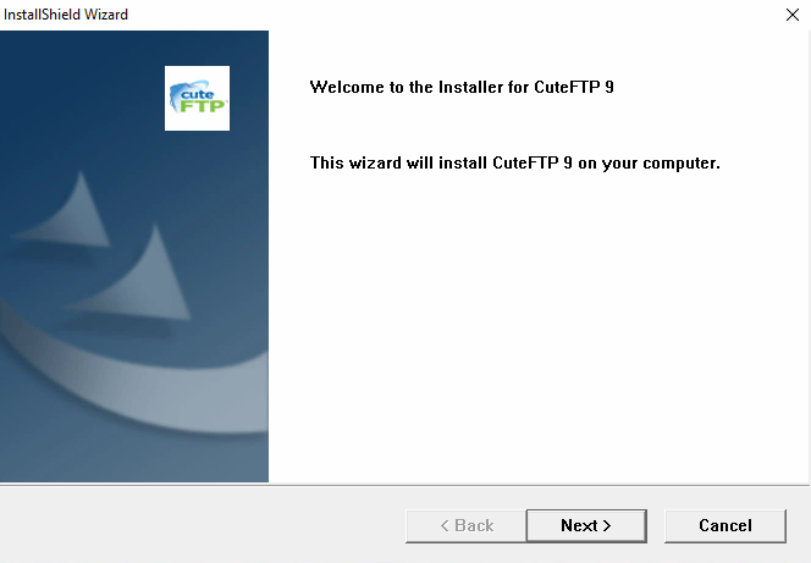 InstallShield Wizard
cute
FTP
Welcome to the Installer for CuteFTP 9
This wizard will install CuteFTP 9 on your computer.
< Back
Next >
Cancel